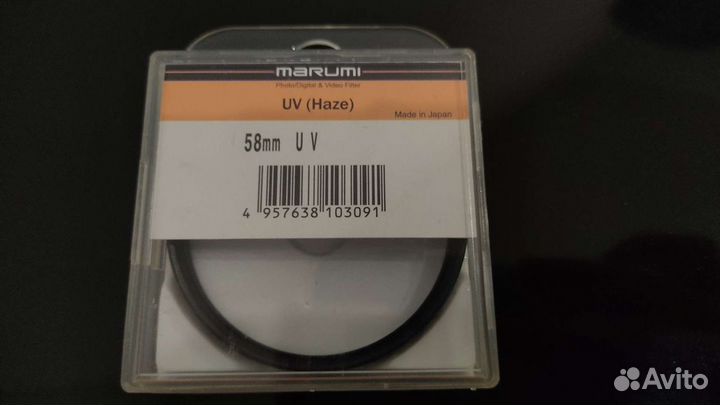 marumi
Photo/Digital & Video Filter
UV (Haze)
Made in Japan
58mm UV
4 957638 103091
Avito